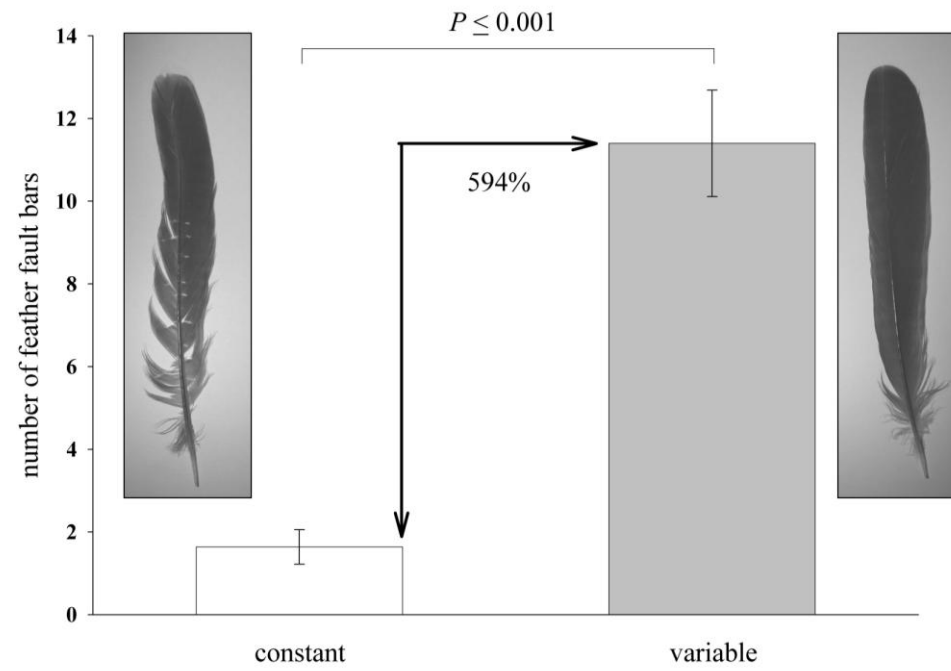 P ≤ 0.001
14
12
10
8
6
4
2
0
number of feather fault bars
594%
constant
variable